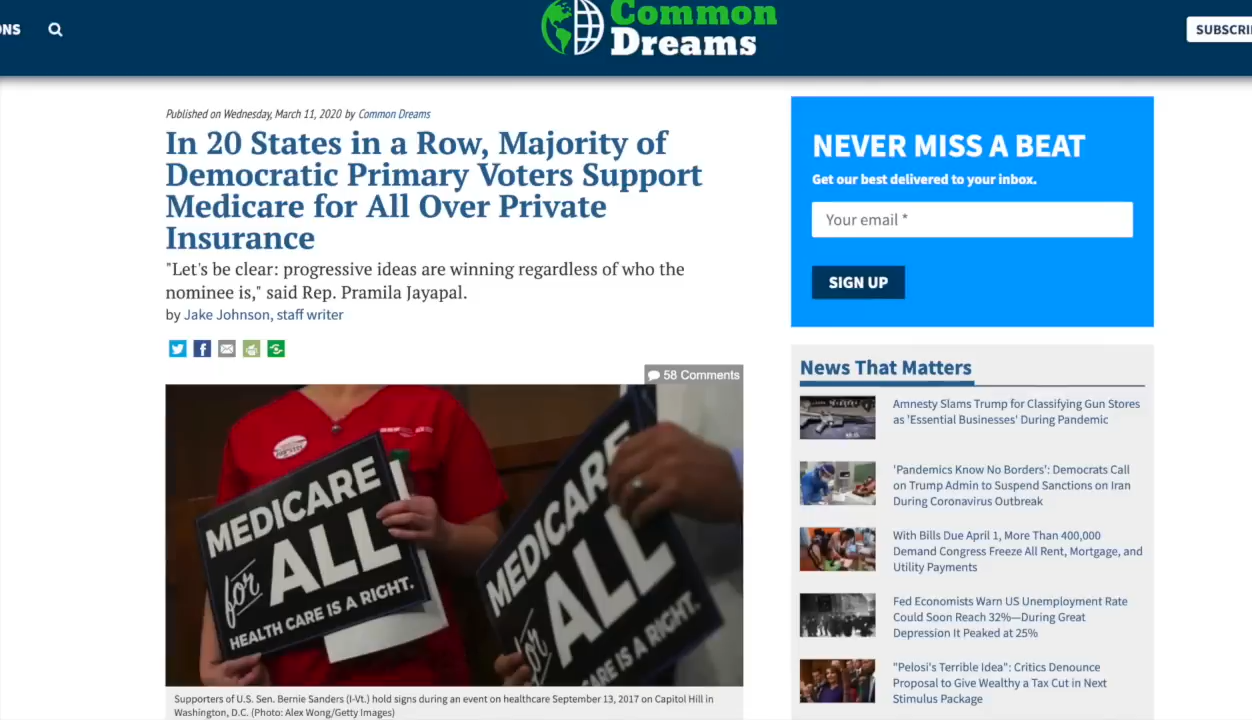 NS
Common
Dreams
SUBSCRI
Published on Wednesday, March 11, 2020 by Common Dreams
In 20 States in a Row, Majority of
Democratic Primary Voters Support
Medicare for All Over Private
Insurance
"Let's be clear: progressive ideas are winning regardless of who the
nominee is," said Rep. Pramila Jayapal.
by Jake Johnson, staff writer
58 Comments
MEDICARE
for ALL
HEALTH CARE IS A RIGHT.
MEDICARE
for ALL
CARE IS A RIGHT.
Supporters of U.S. Sen. Bernie Sanders (I-Vt.) hold signs during an event on healthcare September 13, 2017 on Capitol Hill in
Washington, D.C. (Photo: Alex Wong/Getty Images)
NEVER MISS A BEAT
Get our best delivered to your inbox.
Your email *
SIGN UP
News That Matters
Amnesty Slams Trump for Classifying Gun Stores
as 'Essential Businesses' During Pandemic
'Pandemics Know No Borders': Democrats Call
on Trump Admin to Suspend Sanctions on Iran
During Coronavirus Outbreak
With Bills Due April 1, More Than 400,000
Demand Congress Freeze All Rent, Mortgage, and
Utility Payments
Fed Economists Warn US Unemployment Rate
Could Soon Reach 32%—During Great
Depression It Peaked at 25%
"Pelosi's Terrible Idea": Critics Denounce
Proposal to Give Wealthy a Tax Cut in Next
Stimulus Package